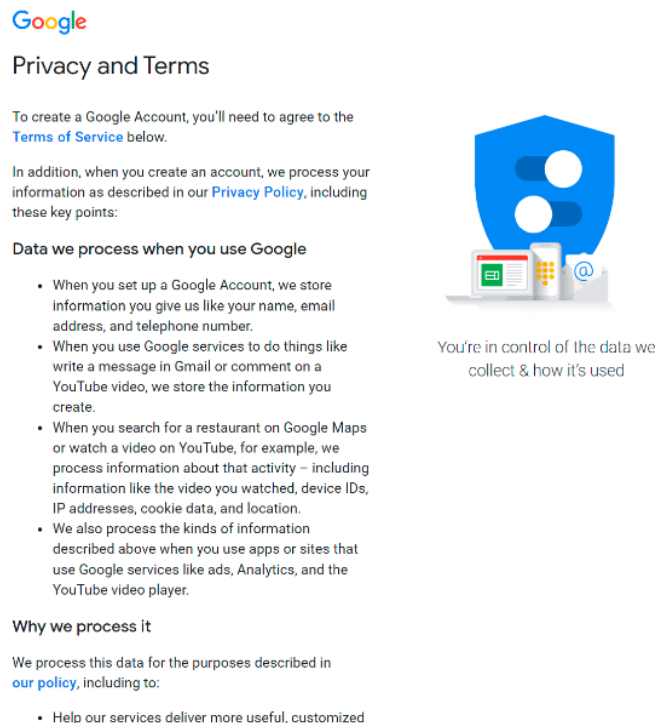 Google
Privacy and Terms
To create a Google Account, you'll need to agree to the
Terms of Service below.
In addition, when you create an account, we process your
information as described in our Privacy Policy, including
these key points:
Data we process when you use Google
• When you set up a Google Account, we store
information you give us like your name, email
address, and telephone number.
• When you use Google services to do things like
write a message in Gmail or comment on a
YouTube video, we store the information you
create.
• When you search for a restaurant on Google Maps
or watch a video on YouTube, for example, we
process information about that activity – including
information like the video you watched, device IDs,
IP addresses, cookie data, and location.
• We also process the kinds of information
described above when you use apps or sites that
use Google services like ads, Analytics, and the
YouTube video player.
Why we process it
We process this data for the purposes described in
our policy, including to:
• Help our services deliver more useful, customized
@
You're in control of the data we
collect & how it's used